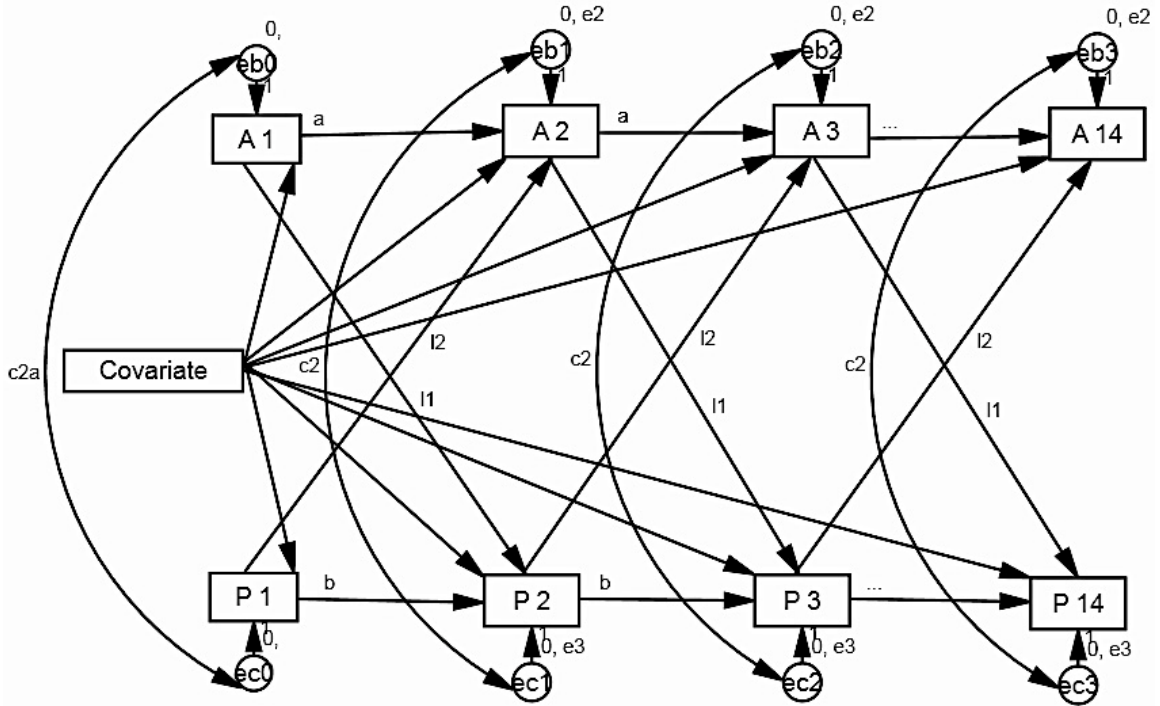 0,
0, e2
0, e2
0, e2
eb0
eb1
eb2
eb3
1
1
1
1
A 1
a
A 2
a
A 3
...
A 14
l2
l2
l2
c2a
Covariate
c2
c2
c2
l1
l1
l1
P 1
b
P 2
b
P 3
...
P 14
1
0,
1
0, e3
1
0, e3
1
0, e3
ec0
ec1
ec2
ec3